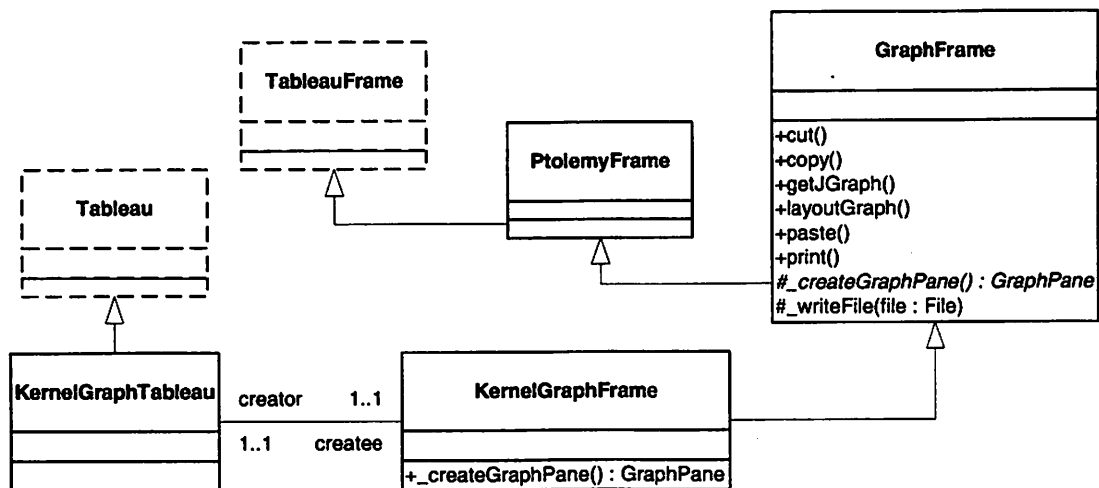 GraphFrame
TableauFrame
+cut()
+copy()
+getJGraph()
+layoutGraph()
+paste()
+print()
#_createGraphPane() : GraphPane
#_writeFile(file : File)
PtolemyFrame
Tableau
KernelGraphTableau
creator 1..1
1..1 createe
KernelGraphFrame
+_createGraphPane() : GraphPane